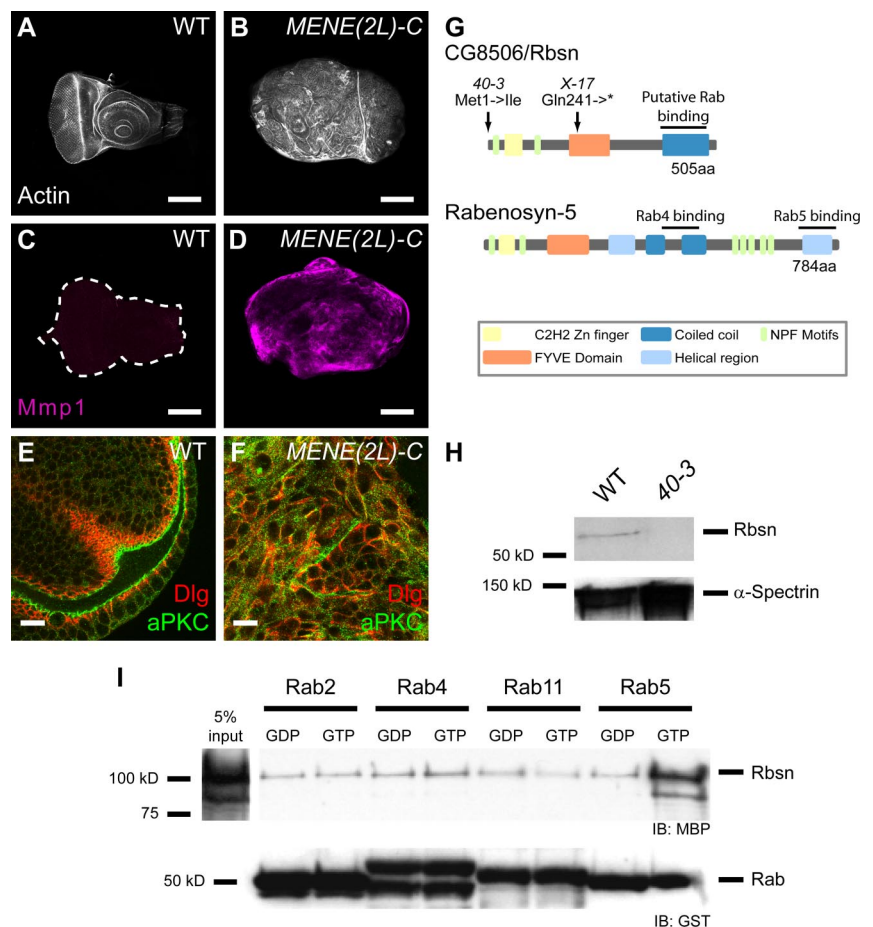 A WT
B MENE(2L)-C
Actin
C WT
D MENE(2L)-C
Mmp1
E WT
Dlg
aPKC
F MENE(2L)-C
Dlg
aPKC
G
CG8506/Rbsn
40-3 X-17
Met1->Ile Gln241->*
Putative Rab
binding
505aa
Rabenosyn-5
Rab4 binding Rab5 binding
784aa
C2H2 Zn finger Coiled coil NPF Motifs
FYVE Domain Helical region
H
WT 40-3
Rbsn
50 kD
150 kD
α-Spectrin
I
Rab2 Rab4 Rab11 Rab5
5%
input
GDP GTP GDP GTP GDP GTP GDP GTP
100 kD Rbsn
75
IB: MBP
50 kD Rab
IB: GST